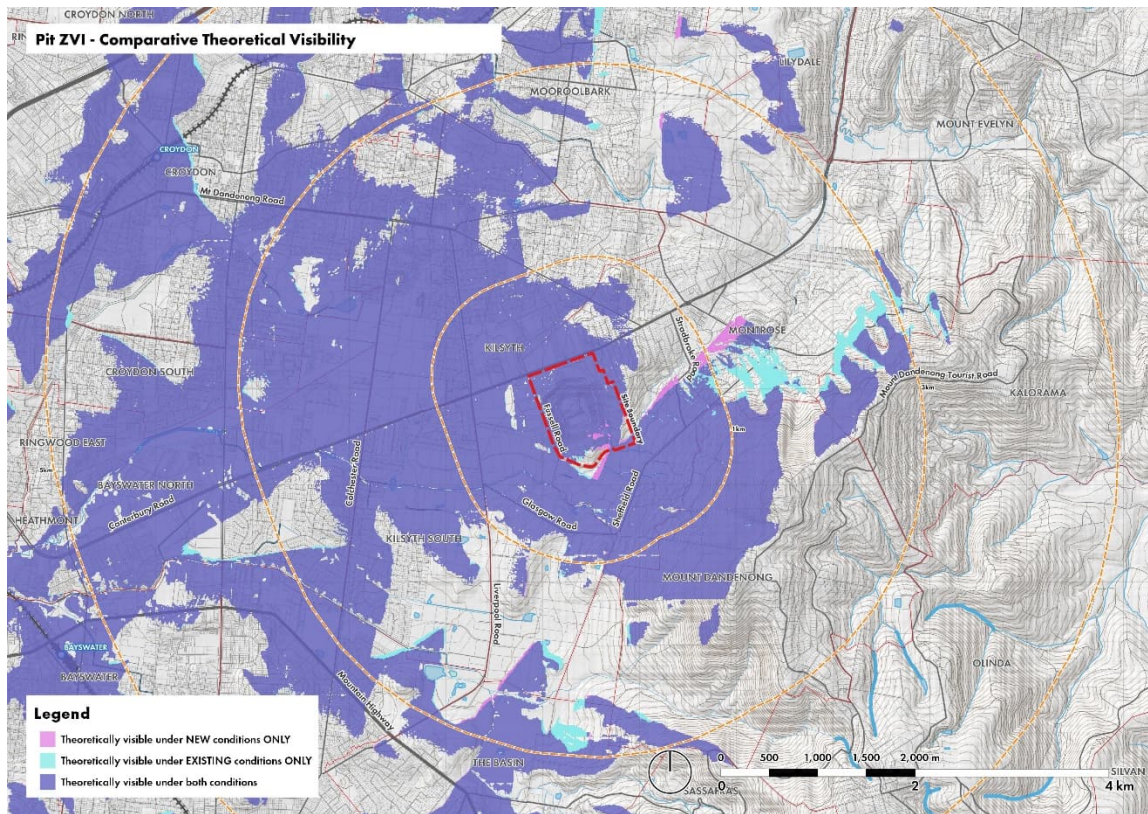 CROYDON NORTH
Pit ZVI - Comparative Theoretical Visibility
LILYDALE
MOOROOLBARK
MOUNT EVELYN
CROYDON
CROYDON
Mt Dandenong Road
MONTROSE
Stradbroke Road
KILSYTH
CROYDON SOUTH
Mount Dandenong Tourist Road
3km
KALORAMA
Fussell Road
Site Boundary
1km
RINGWOOD EAST
5km
Colchester Road
Sheffield Road
BAYSWATER NORTH
Canterbury Road
HEATHMONT
Glasgow Road
KILSYTH SOUTH
MOUNT DANDENONG
Liverpool Road
BAYSWATER
BAYSWATER
OLINDA
Mountain Highway
Legend
Theoretically visible under NEW conditions ONLY
Theoretically visible under EXISTING conditions ONLY
Theoretically visible under both conditions
THE BASIN
0 500 1,000 1,500 2,000 m
0 2 4 km
SILVAN
SASSAFRAS